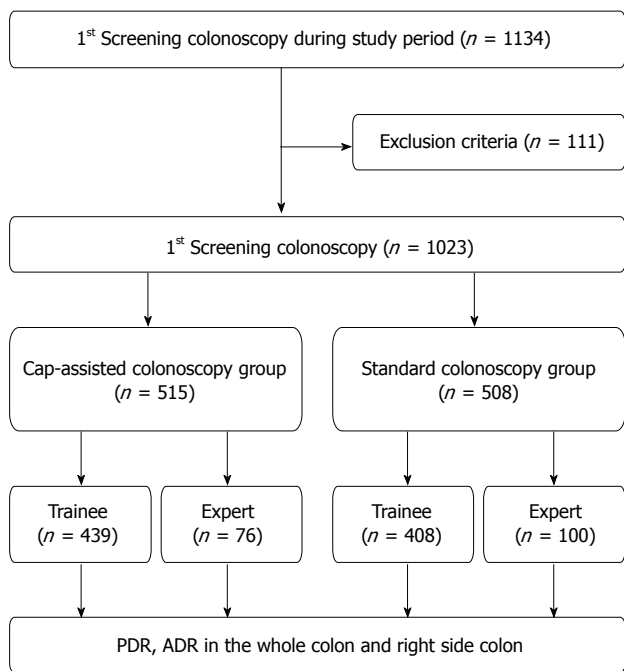 1st Screening colonoscopy during study period (n = 1134)
Exclusion criteria (n = 111)
1st Screening colonoscopy (n = 1023)
Cap-assisted colonoscopy group
(n = 515)
Standard colonoscopy group
(n = 508)
Trainee
(n = 439)
Expert
(n = 76)
Trainee
(n = 408)
Expert
(n = 100)
PDR, ADR in the whole colon and right side colon